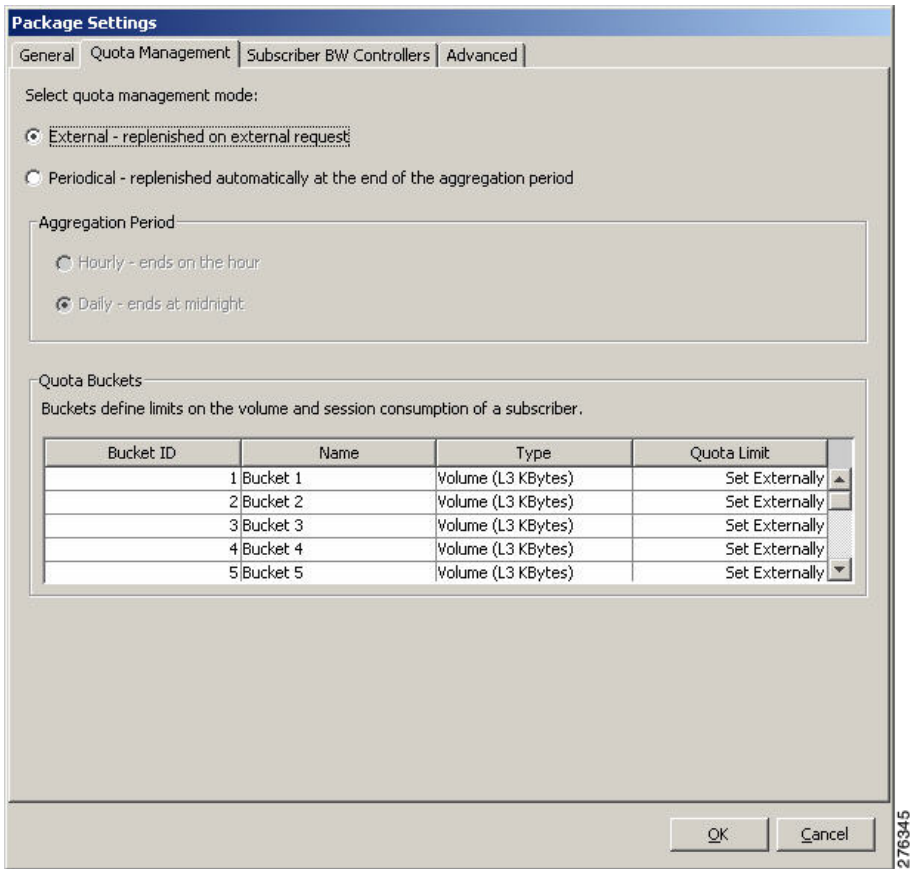 Package Settings
General Quota Management Subscriber BW Controllers Advanced
Select quota management mode:
External - replenished on external request
Periodical - replenished automatically at the end of the aggregation period
Aggregation Period
Hourly - ends on the hour
Daily - ends at midnight
Quota Buckets
Buckets define limits on the volume and session consumption of a subscriber.
Bucket ID Name Type Quota Limit
1 Bucket 1 Volume (L3 KBytes) Set Externally
2 Bucket 2 Volume (L3 KBytes) Set Externally
3 Bucket 3 Volume (L3 KBytes) Set Externally
4 Bucket 4 Volume (L3 KBytes) Set Externally
5 Bucket 5 Volume (L3 KBytes) Set Externally
OK Cancel
276345